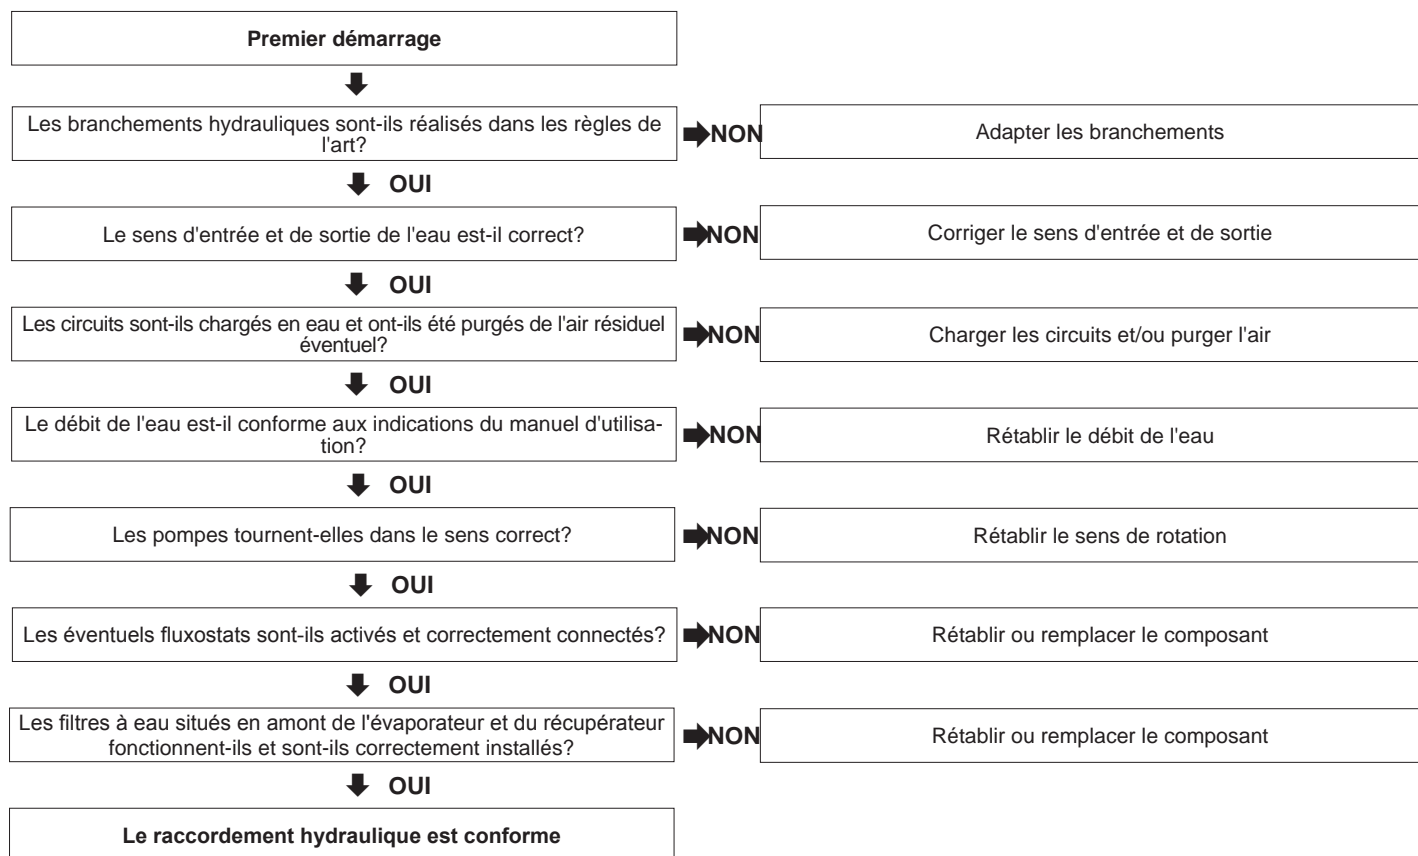 Premier démarrage
Les branchements hydrauliques sont-ils réalisés dans les règles de
l'art?
NON
Adapter les branchements
OUI
Le sens d'entrée et de sortie de l'eau est-il correct?
NON
Corriger le sens d'entrée et de sortie
OUI
Les circuits sont-ils chargés en eau et ont-ils été purgés de l'air résiduel
éventuel?
NON
Charger les circuits et/ou purger l'air
OUI
Le débit de l'eau est-il conforme aux indications du manuel d'utilisa-
tion?
NON
Rétablir le débit de l'eau
OUI
Les pompes tournent-elles dans le sens correct?
NON
Rétablir le sens de rotation
OUI
Les éventuels fluxostats sont-ils activés et correctement connectés?
NON
Rétablir ou remplacer le composant
OUI
Les filtres à eau situés en amont de l'évaporateur et du récupérateur
fonctionnent-ils et sont-ils correctement installés?
NON
Rétablir ou remplacer le composant
OUI
Le raccordement hydraulique est conforme